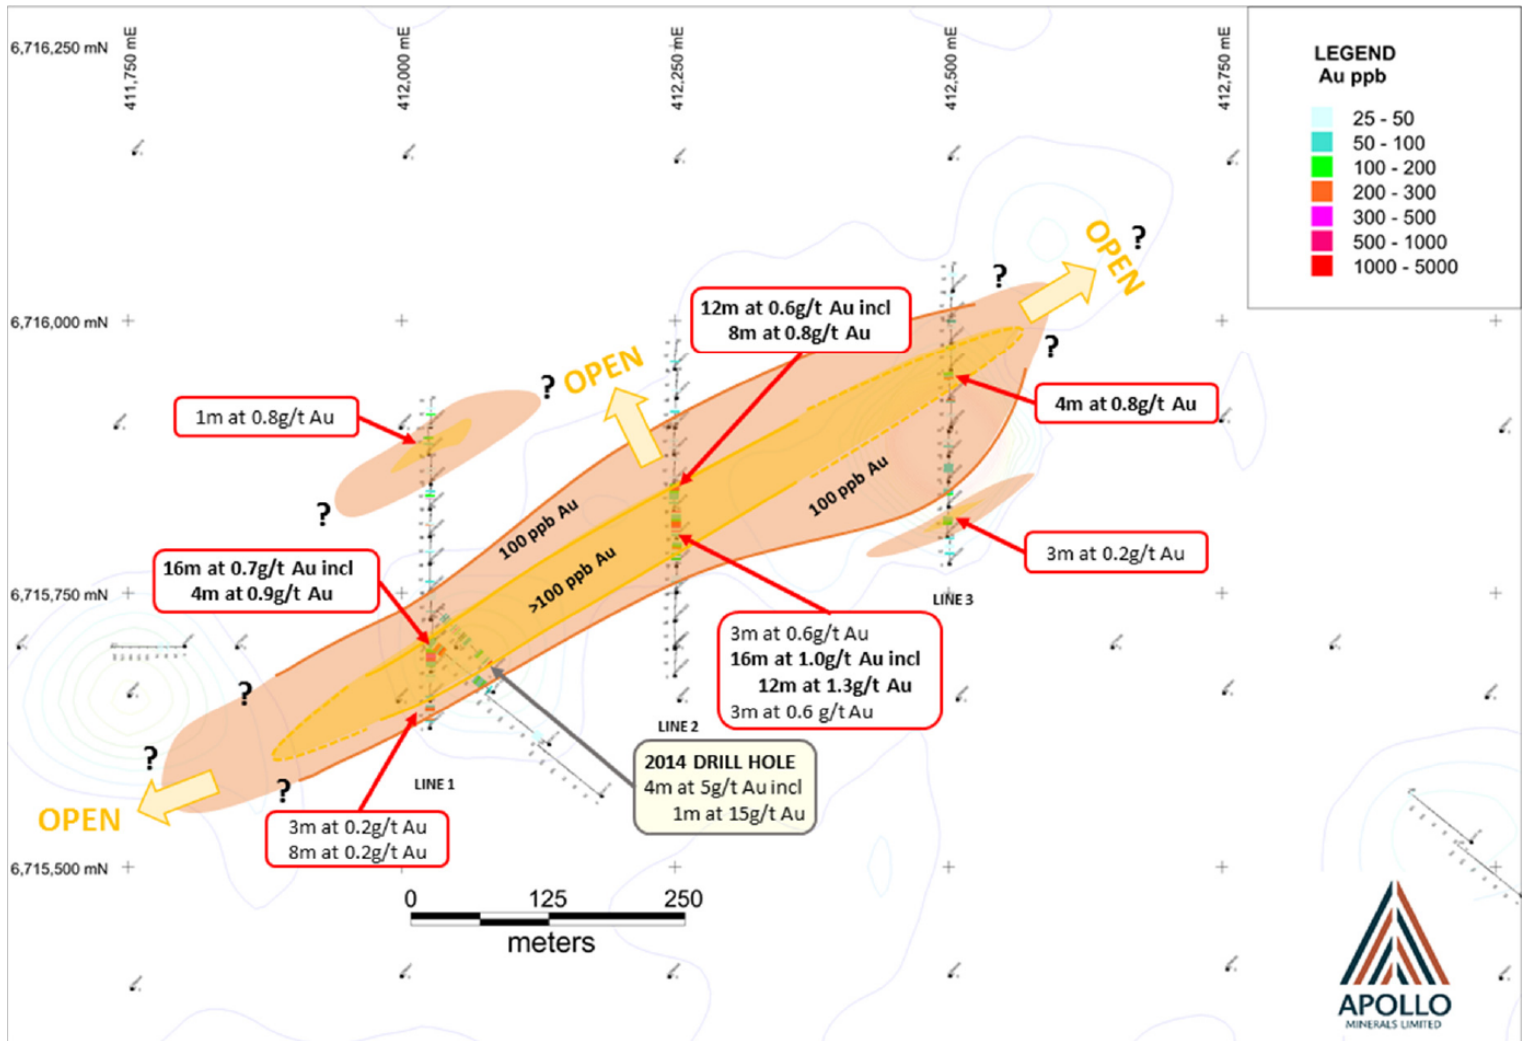 411,750 mE
412,000 mE
412,250 mE
412,500 mE
412,750 mE
6,716,250 mN
6,716,000 mN
6,715,750 mN
6,715,500 mN
LEGEND
Au ppb
25 - 50
50 - 100
100 - 200
200 - 300
300 - 500
500 - 1000
1000 - 5000
?
OPEN
?
12m at 0.6g/t Au incl
8m at 0.8g/t Au
?
OPEN
?
1m at 0.8g/t Au
4m at 0.8g/t Au
?
100 ppb Au
100 ppb Au
>100 ppb Au
3m at 0.2g/t Au
16m at 0.7g/t Au incl
4m at 0.9g/t Au
LINE 3
3m at 0.6g/t Au
16m at 1.0g/t Au incl
12m at 1.3g/t Au
3m at 0.6 g/t Au
?
LINE 2
?
?
2014 DRILL HOLE
4m at 5g/t Au incl
1m at 15g/t Au
LINE 1
OPEN
3m at 0.2g/t Au
8m at 0.2g/t Au
0 125 250
meters
APOLLO
MINERALS LIMITED